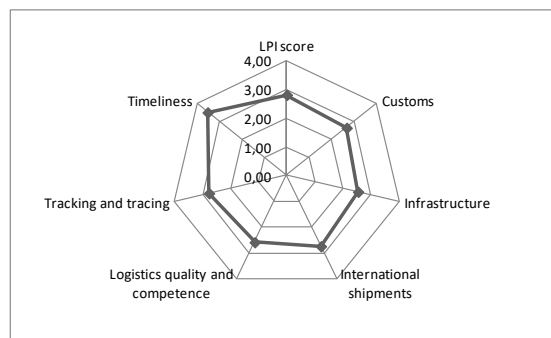 LPI score
4,00
3,00
2,00
1,00
0,00
Customs
Infrastructure
International
shipments
Logistics quality and
competence
Tracking and tracing
Timeliness